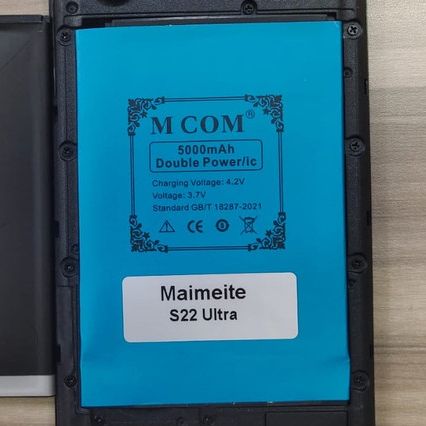 M COM®
5000mAh
Double Power/ic
Charging Voltage: 4.2V
Voltage: 3.7V
Standard GB/T 18287-2021
CE
Maimeite
S22 Ultra